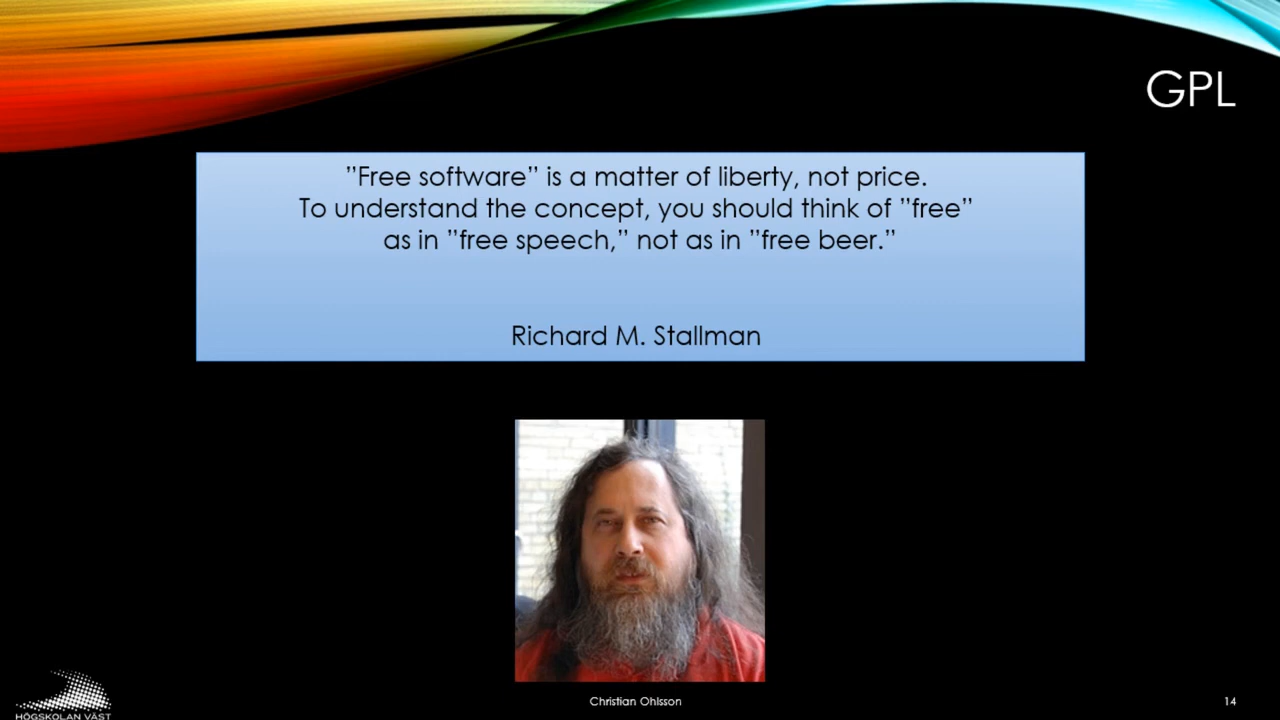 GPL
”Free software” is a matter of liberty, not price.
To understand the concept, you should think of ”free”
as in ”free speech,” not as in ”free beer.”
Richard M. Stallman
HÖGSKOLAN VÄST
Christian Ohlsson
14